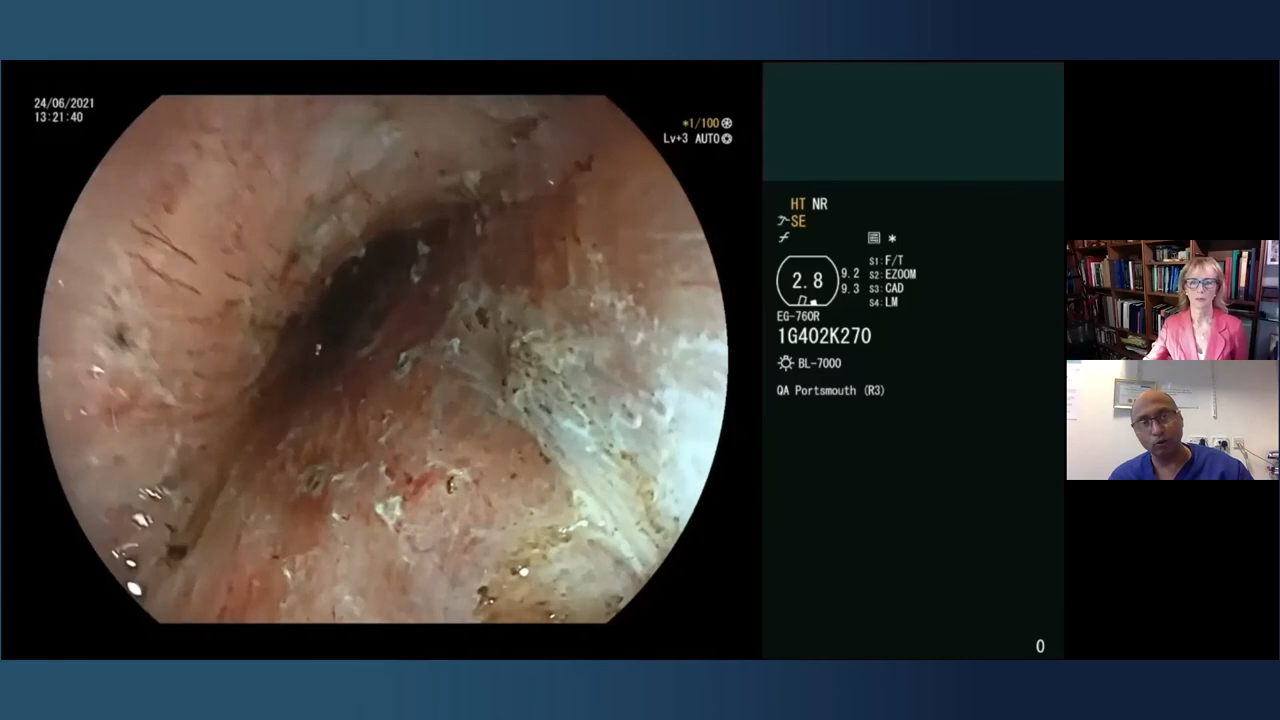 24/06/2021
13:21:40
*1/100
Lv+3 AUTO
HT NR
SE
2.8
9.2
9.3
S1:F/T
S2:EZOOM
S3:CAD
S4:LM
EG-760R
1G402K270
BL-7000
QA Portsmouth (R3)
0